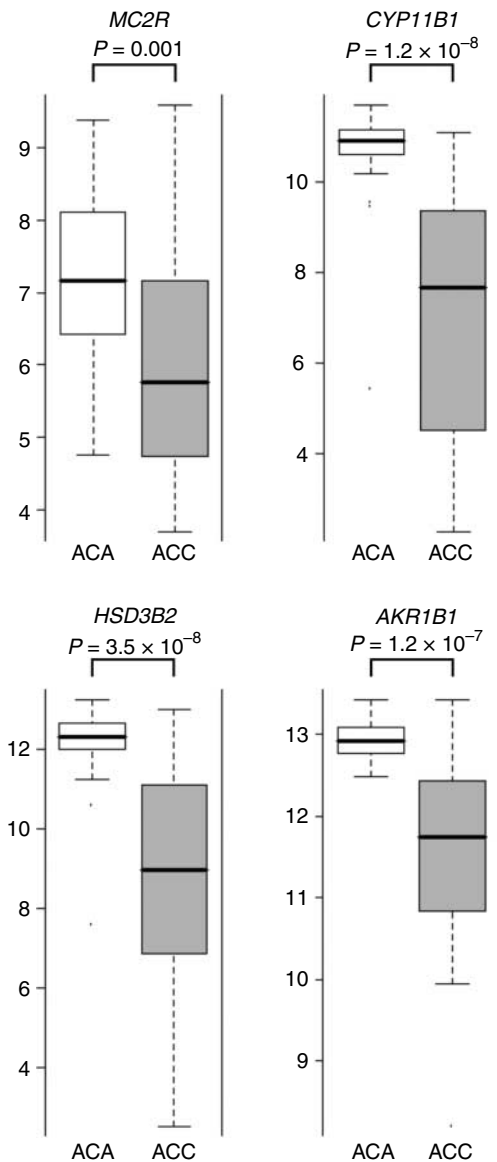 MC2R
P = 0.001
9
8
7
6
5
4
ACA ACC
CYP11B1
P = 1.2 × 10⁻⁸
10
8
6
4
ACA ACC
HSD3B2
P = 3.5 × 10⁻⁸
12
10
8
6
4
ACA ACC
AKR1B1
P = 1.2 × 10⁻⁷
13
12
11
10
9
ACA ACC